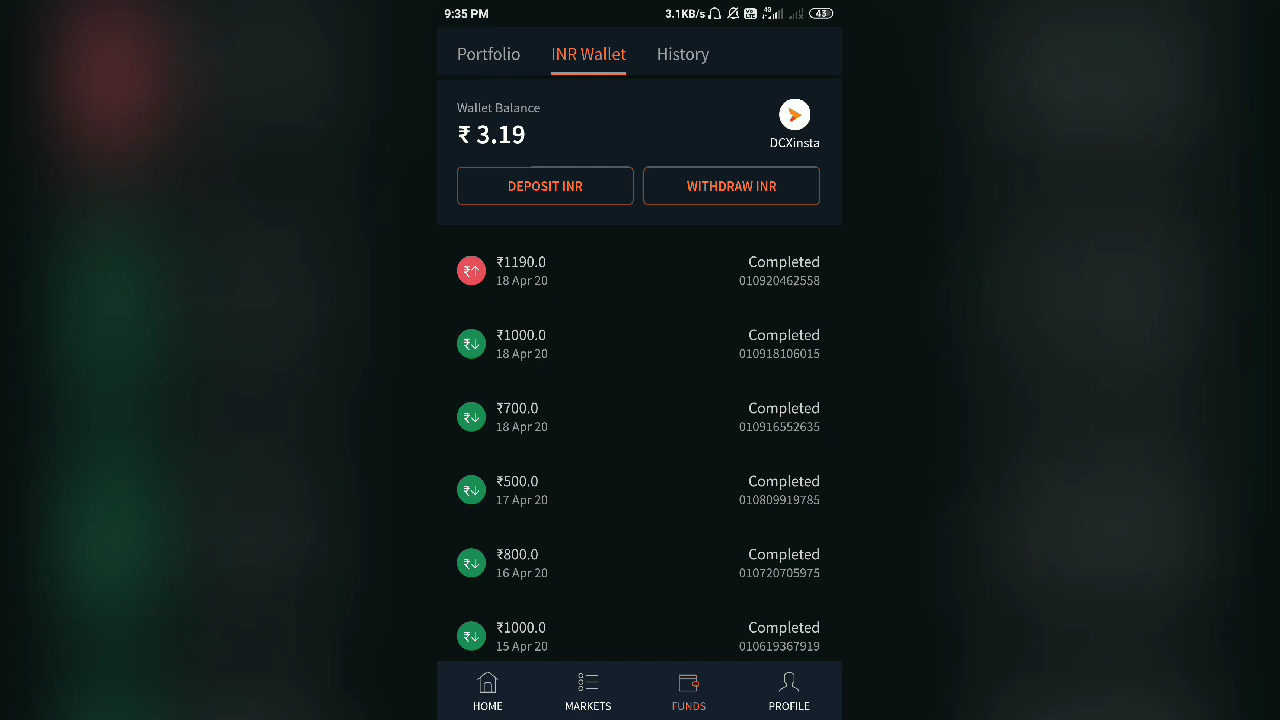 9:35 PM 3.1KB/s 4G 43
Portfolio INR Wallet History
Wallet Balance
₹ 3.19
DCXinsta
DEPOSIT INR WITHDRAW INR
₹1190.0 Completed
18 Apr 20 010920462558
₹1000.0 Completed
18 Apr 20 010918106015
₹700.0 Completed
18 Apr 20 010916552635
₹500.0 Completed
17 Apr 20 010809919785
₹800.0 Completed
16 Apr 20 010720705975
₹1000.0 Completed
15 Apr 20 010619367919
HOME MARKETS FUNDS PROFILE